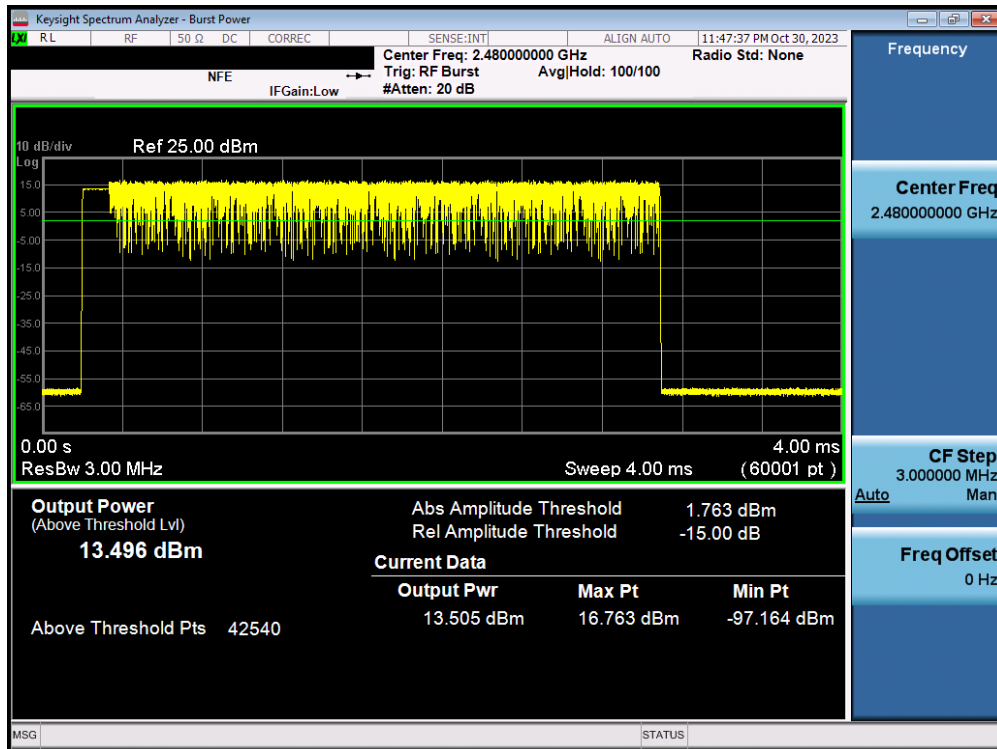 Keysight Spectrum Analyzer - Burst Power
LXI RL RF 50 Ω DC CORREC SENSE:INT ALIGN AUTO 11:47:37 PM Oct 30, 2023
Center Freq: 2.480000000 GHz Radio Std: None
NFE Trig: RF Burst Avg|Hold: 100/100
IFGain:Low #Atten: 20 dB
10 dB/div Ref 25.00 dBm
Log
15.0
5.00
-5.00
-15.0
-25.0
-35.0
-45.0
-55.0
-65.0
0.00 s 4.00 ms
ResBw 3.00 MHz Sweep 4.00 ms (60001 pt )
Output Power Abs Amplitude Threshold 1.763 dBm
(Above Threshold Lvl) Rel Amplitude Threshold -15.00 dB
13.496 dBm
Current Data
Output Pwr Max Pt Min Pt
13.505 dBm 16.763 dBm -97.164 dBm
Above Threshold Pts 42540
MSG STATUS
Frequency
Center Freq
2.480000000 GHz
CF Step
3.000000 MHz
Auto Man
Freq Offset
0 Hz